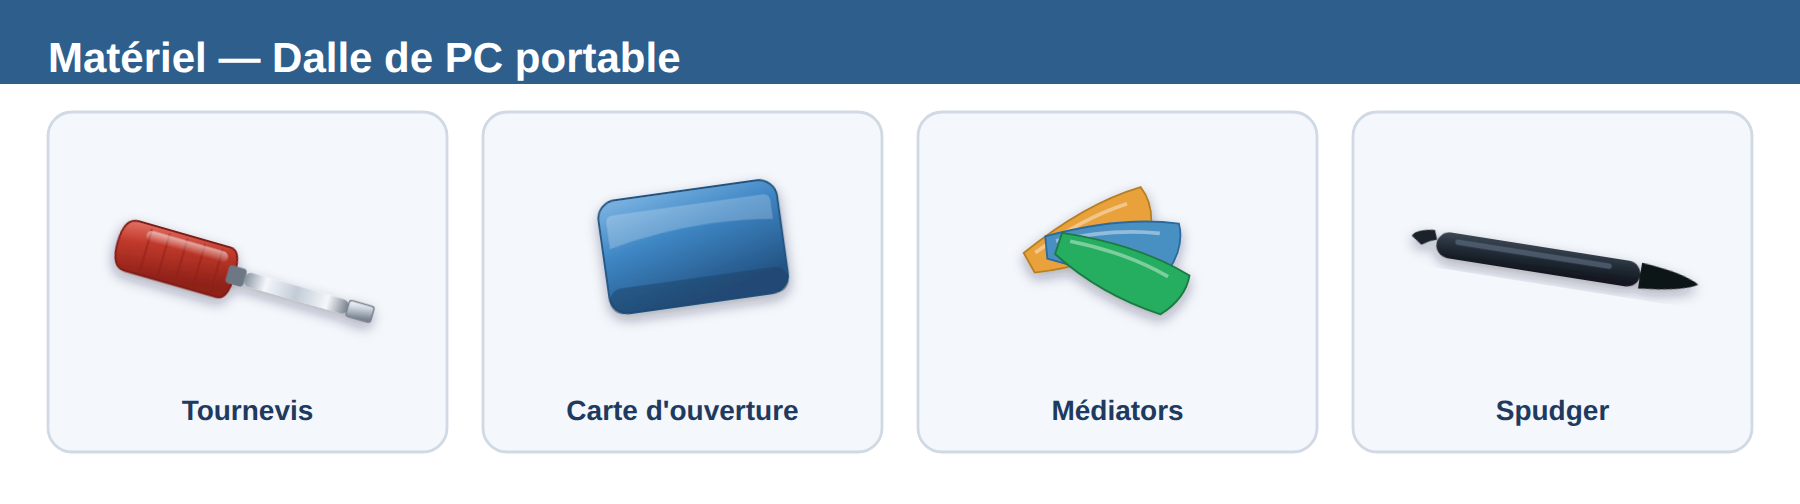 Matériel — Dalle de PC portable
Tournevis
Carte d'ouverture
Médiators
Spudger